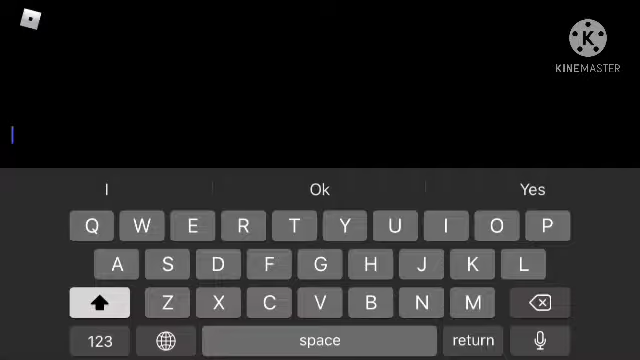 K
KINEMASTER
I Ok Yes
Q W E R T Y U I O P
A S D F G H J K L
Z X C V B N M
123 space return